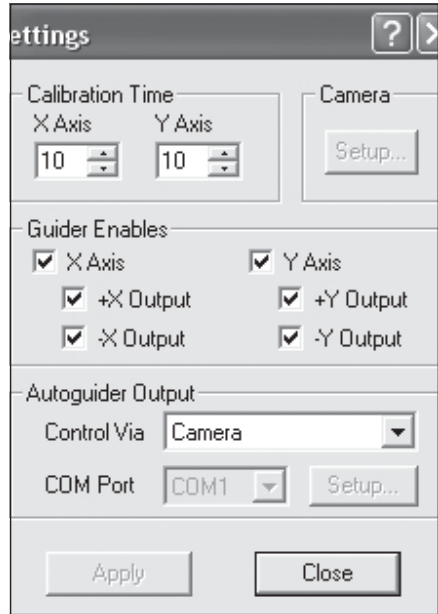 ettings ?
Calibration Time Camera
X Axis Y Axis
10 10 Setup...
Guider Enables
X Axis Y Axis
+X Output +Y Output
-X Output -Y Output
Autoguider Output
Control Via Camera
COM Port COM1 Setup...
Apply Close